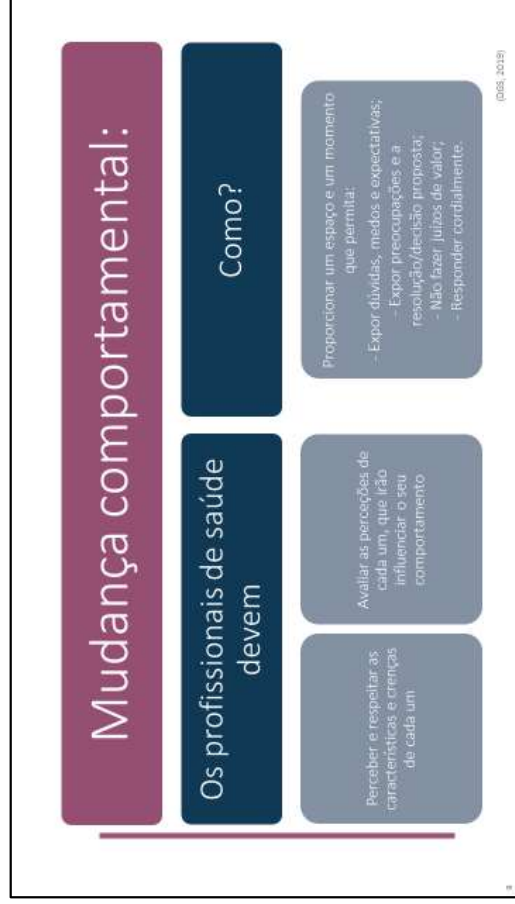 Mudança comportamental:
Os profissionais de saúde
devem
Como?
Perceber e respeitar as
características e crenças
de cada um
Avaliar as perceções de
cada um, que irão
influenciar o seu
comportamento
Proporcionar um espaço e um momento
que permita:
- Expor dúvidas, medos e expectativas;
- Expor preocupações e a
resolução/decisão proposta;
- Não fazer juízos de valor;
- Responder cordialmente.
(DGS, 2019)